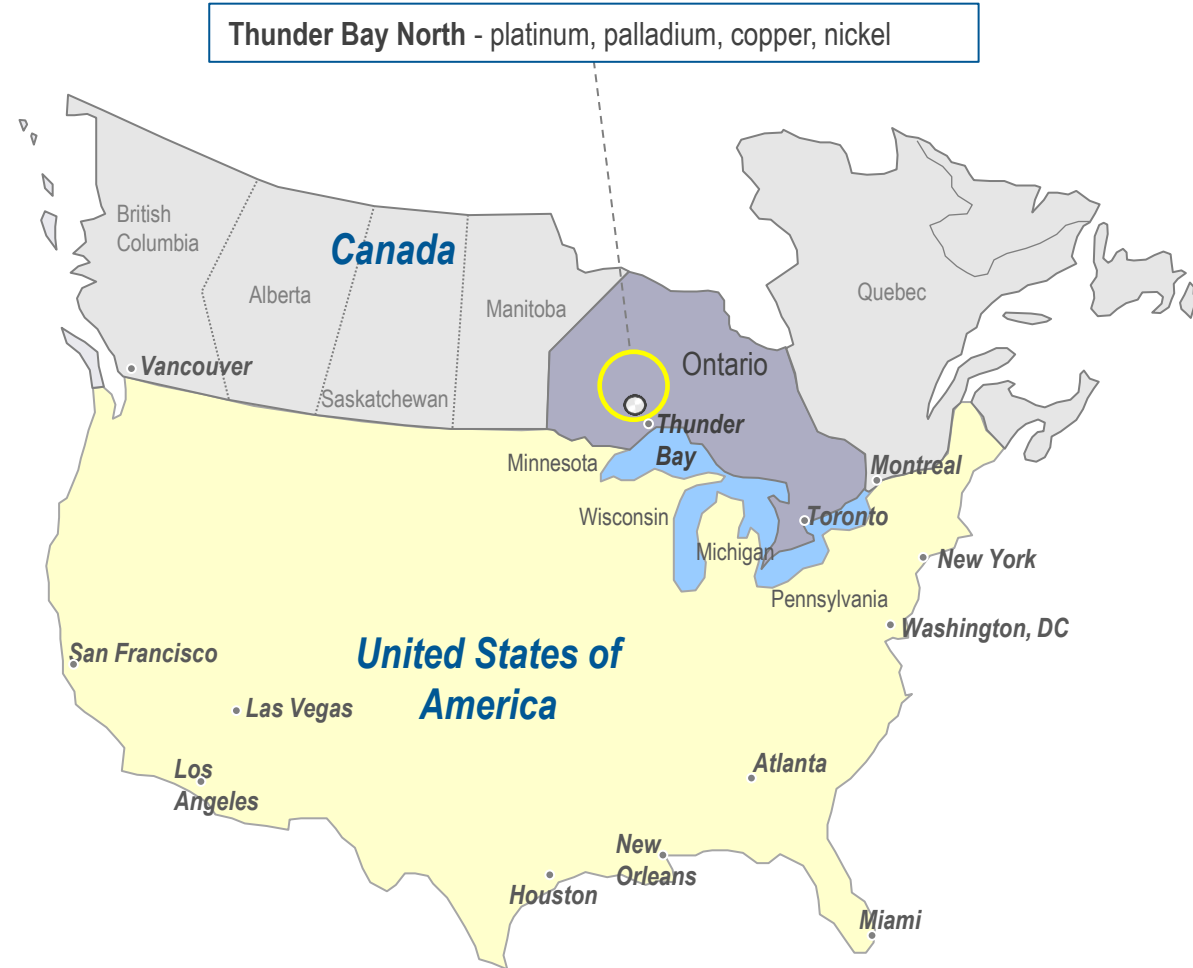 Thunder Bay North - platinum, palladium, copper, nickel
British
Columbia
Canada
Alberta
Quebec
Manitoba
Ontario
Vancouver
Saskatchewan
Thunder
Bay
Minnesota
Montreal
Wisconsin
Toronto
Michigan
New York
Pennsylvania
Washington, DC
San Francisco
United States of
America
Las Vegas
Los
Angeles
Atlanta
New
Orleans
Houston
Miami